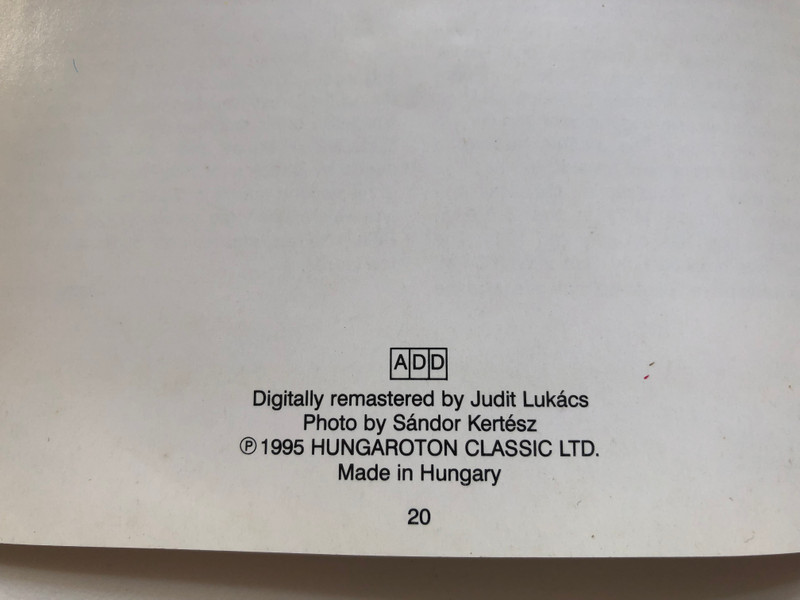 ADD
Digitally remastered by Judit Lukács
Photo by Sándor Kertész
℗ 1995 HUNGAROTON CLASSIC LTD.
Made in Hungary
20